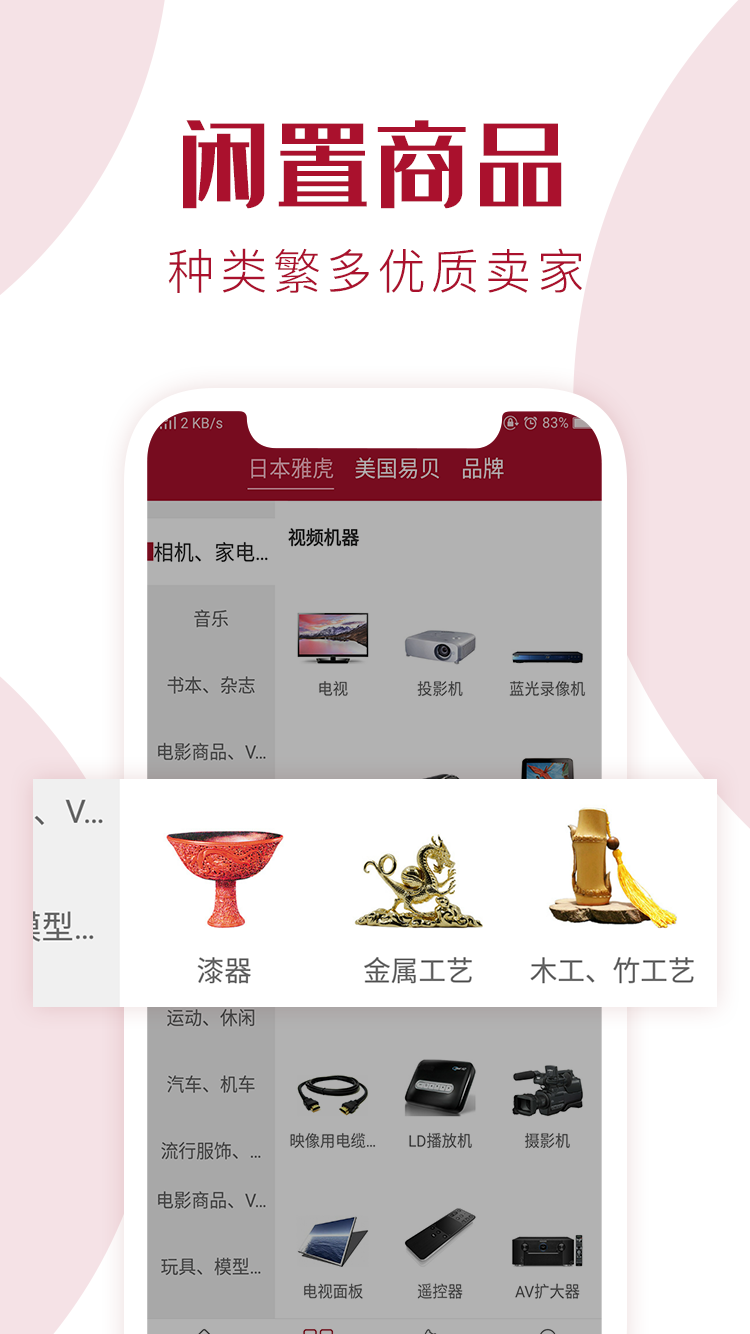 闲置商品
种类繁多优质卖家
2 KB/s 83%
日本雅虎 美国易贝 品牌
相机、家电...
视频机器
音乐
电视 投影机 蓝光录像机
书本、杂志
电影商品、V...
、V...
模型...
漆器 金属工艺 木工、竹工艺
运动、休闲
汽车、机车
映像用电缆... LD播放机 摄影机
流行服饰、...
电影商品、V...
玩具、模型...
电视面板 遥控器 AV扩大器